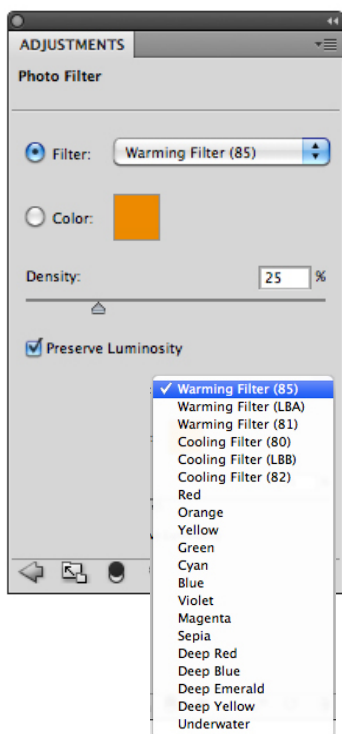 ADJUSTMENTS
Photo Filter
Filter: Warming Filter (85)
Color:
Density: 25 %
Preserve Luminosity
Warming Filter (85)
Warming Filter (LBA)
Warming Filter (81)
Cooling Filter (80)
Cooling Filter (LBB)
Cooling Filter (82)
Red
Orange
Yellow
Green
Cyan
Blue
Violet
Magenta
Sepia
Deep Red
Deep Blue
Deep Emerald
Deep Yellow
Underwater